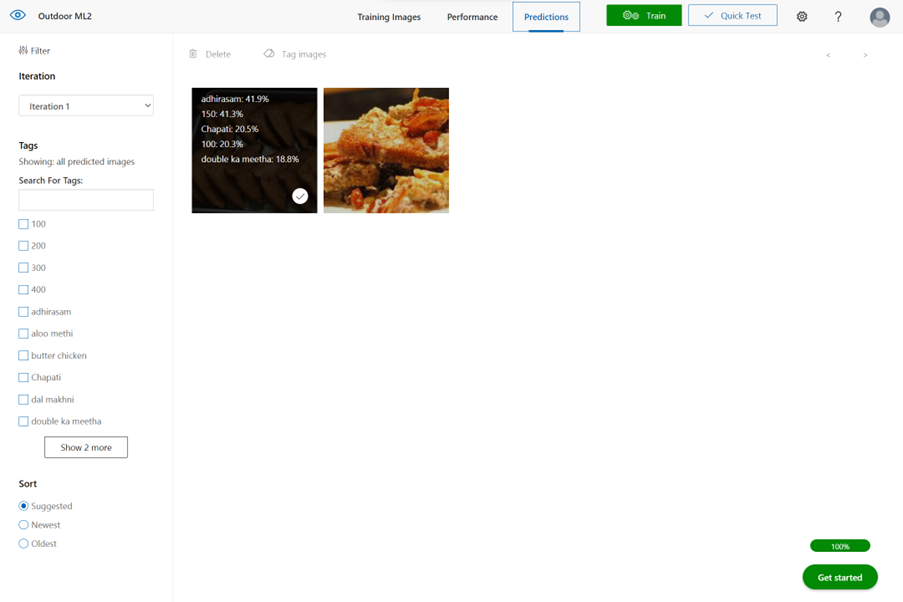 Outdoor ML2
Training Images
Performance
Predictions
Train
Quick Test
?
Filter
Delete
Tag images
<
>
Iteration
Iteration 1
adhirasam: 41.9%
150: 41.3%
Chapati: 20.5%
100: 20.3%
double ka meetha: 18.8%
Tags
Showing: all predicted images
Search For Tags:
100
200
300
400
adhirasam
aloo methi
butter chicken
Chapati
dal makhni
double ka meetha
Show 2 more
Sort
Suggested
Newest
Oldest
100%
Get started